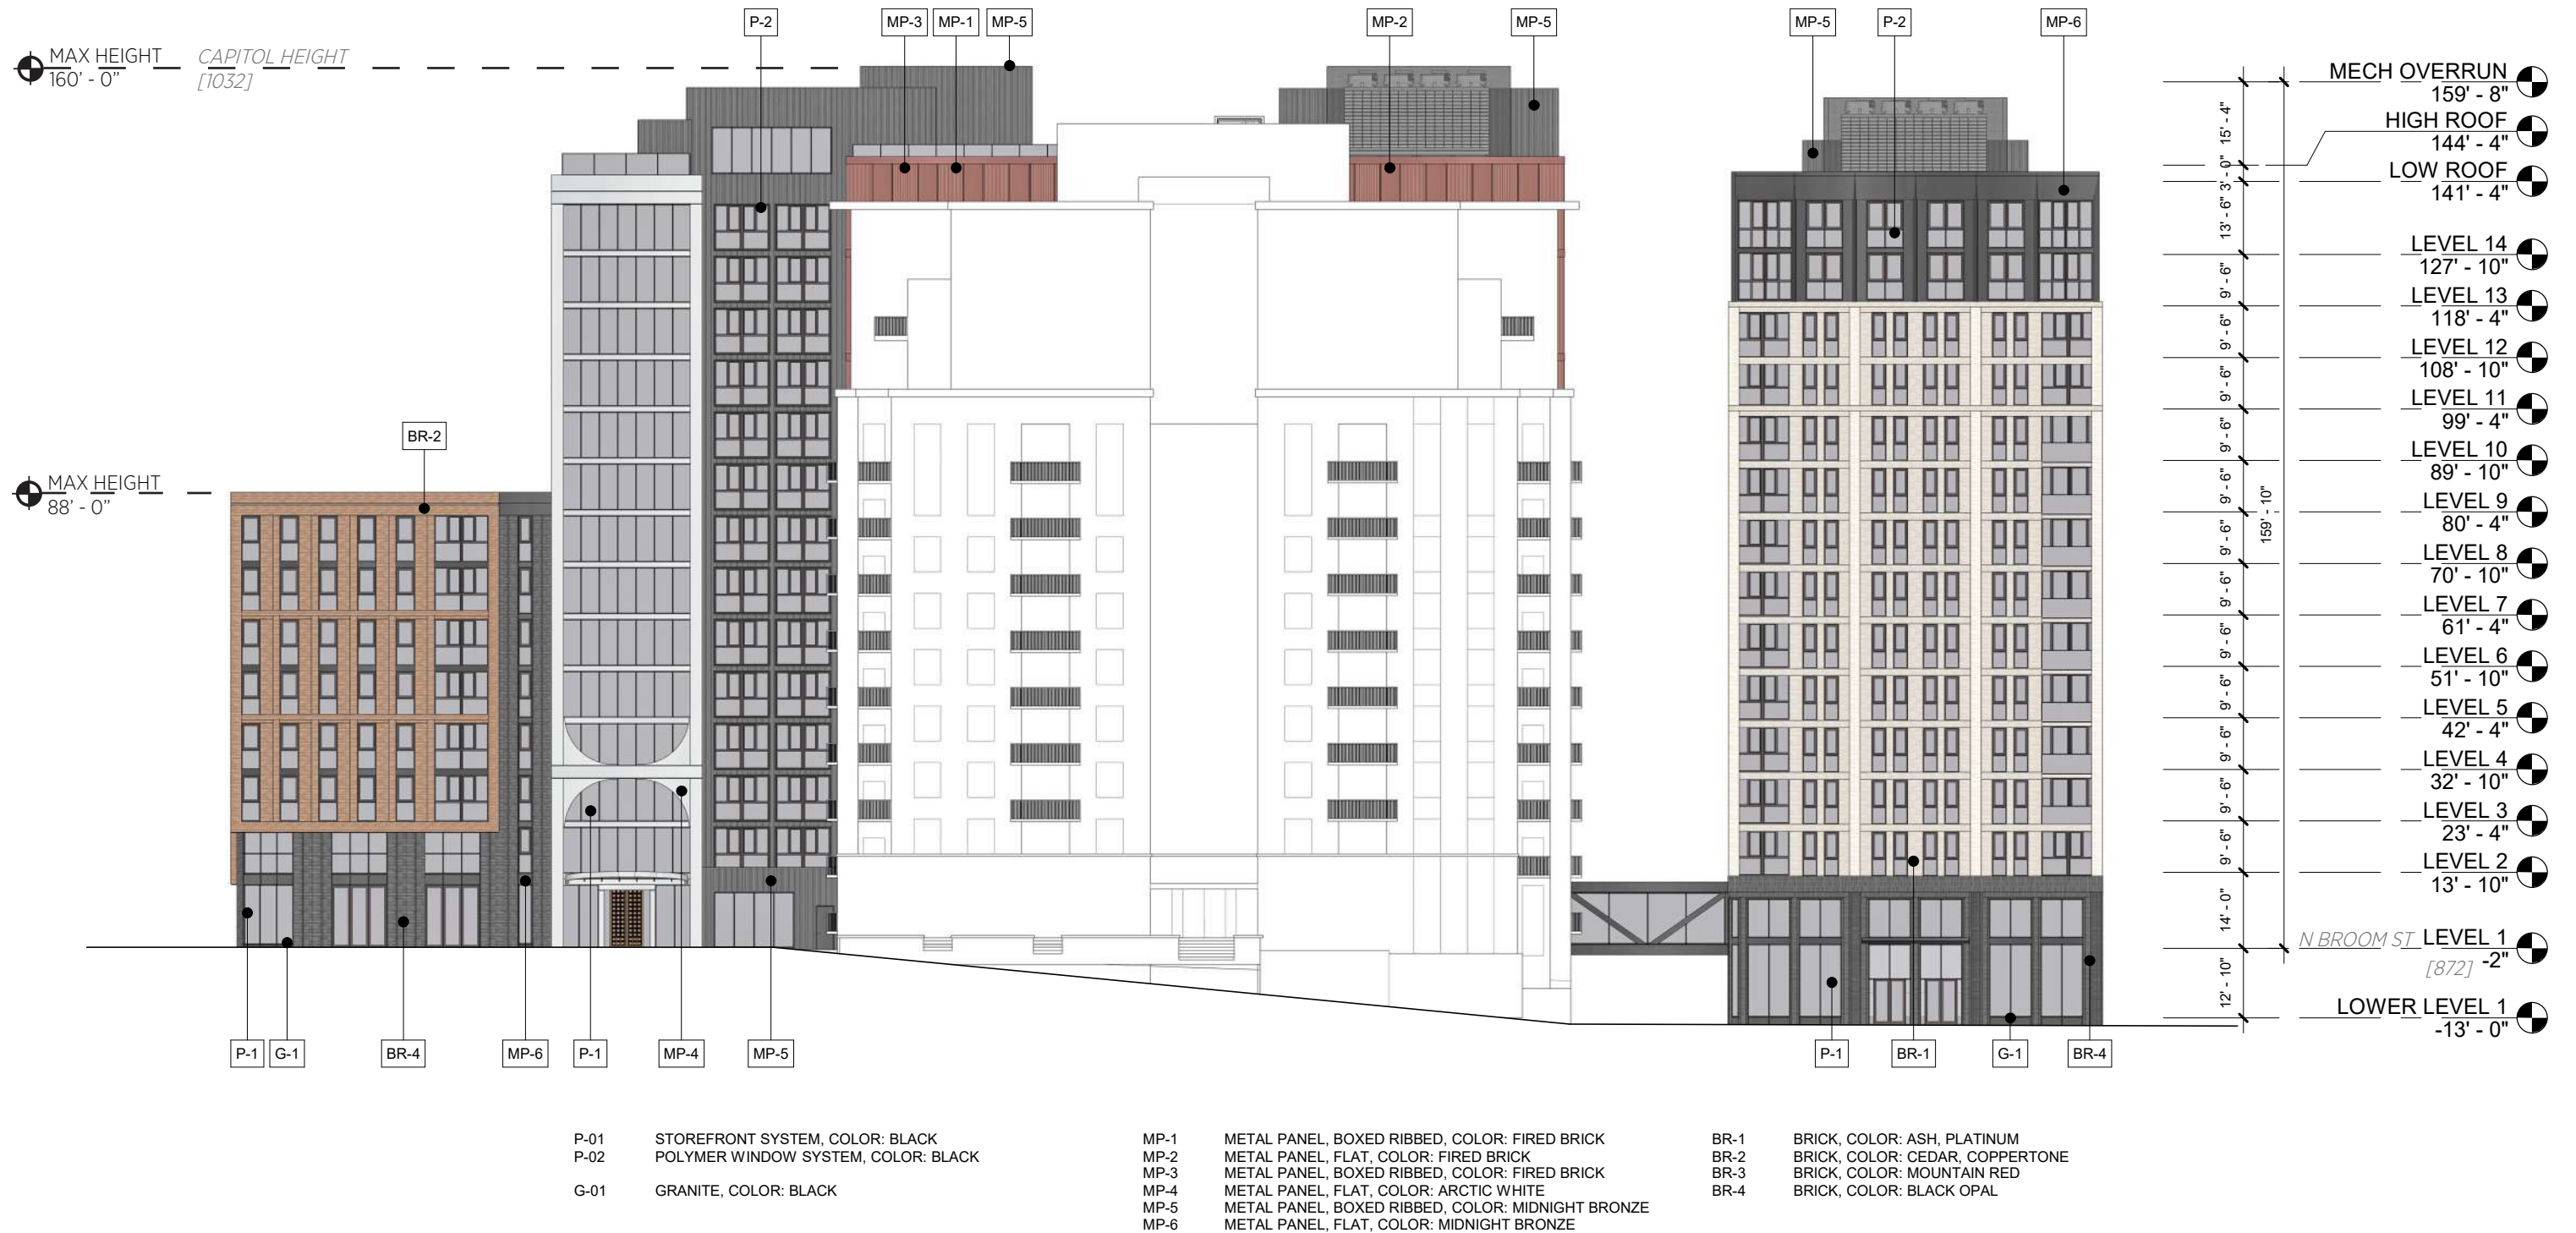 P-2
MP-3
MP-1
MP-5
MP-2
MP-5
MP-5
P-2
MP-6
MAX HEIGHT
160' - 0"
CAPITOL HEIGHT
[1032]
BR-2
MAX HEIGHT
88' - 0"
MECH OVERRUN
159' - 8"
HIGH ROOF
144' - 4"
LOW ROOF
141' - 4"
LEVEL 14
127' - 10"
LEVEL 13
118' - 4"
LEVEL 12
108' - 10"
LEVEL 11
99' - 4"
LEVEL 10
89' - 10"
LEVEL 9
80' - 4"
LEVEL 8
70' - 10"
LEVEL 7
61' - 4"
LEVEL 6
51' - 10"
LEVEL 5
42' - 4"
LEVEL 4
32' - 10"
LEVEL 3
23' - 4"
LEVEL 2
13' - 10"
N BROOM ST LEVEL 1
[872] -2"
LOWER LEVEL 1
-13' - 0"
15' - 4"
3' - 0"
13' - 6"
9' - 6"
9' - 6"
9' - 6"
9' - 6"
9' - 6"
9' - 6"
9' - 6"
9' - 6"
9' - 6"
9' - 6"
9' - 6"
9' - 6"
14' - 0"
12' - 10"
159' - 10"
P-1
G-1
BR-4
MP-6
P-1
MP-4
MP-5
P-1
BR-1
G-1
BR-4
P-01 STOREFRONT SYSTEM, COLOR: BLACK
P-02 POLYMER WINDOW SYSTEM, COLOR: BLACK
G-01 GRANITE, COLOR: BLACK
MP-1 METAL PANEL, BOXED RIBBED, COLOR: FIRED BRICK
MP-2 METAL PANEL, FLAT, COLOR: FIRED BRICK
MP-3 METAL PANEL, BOXED RIBBED, COLOR: FIRED BRICK
MP-4 METAL PANEL, FLAT, COLOR: ARCTIC WHITE
MP-5 METAL PANEL, BOXED RIBBED, COLOR: MIDNIGHT BRONZE
MP-6 METAL PANEL, FLAT, COLOR: MIDNIGHT BRONZE
BR-1 BRICK, COLOR: ASH, PLATINUM
BR-2 BRICK, COLOR: CEDAR, COPPERTONE
BR-3 BRICK, COLOR: MOUNTAIN RED
BR-4 BRICK, COLOR: BLACK OPAL